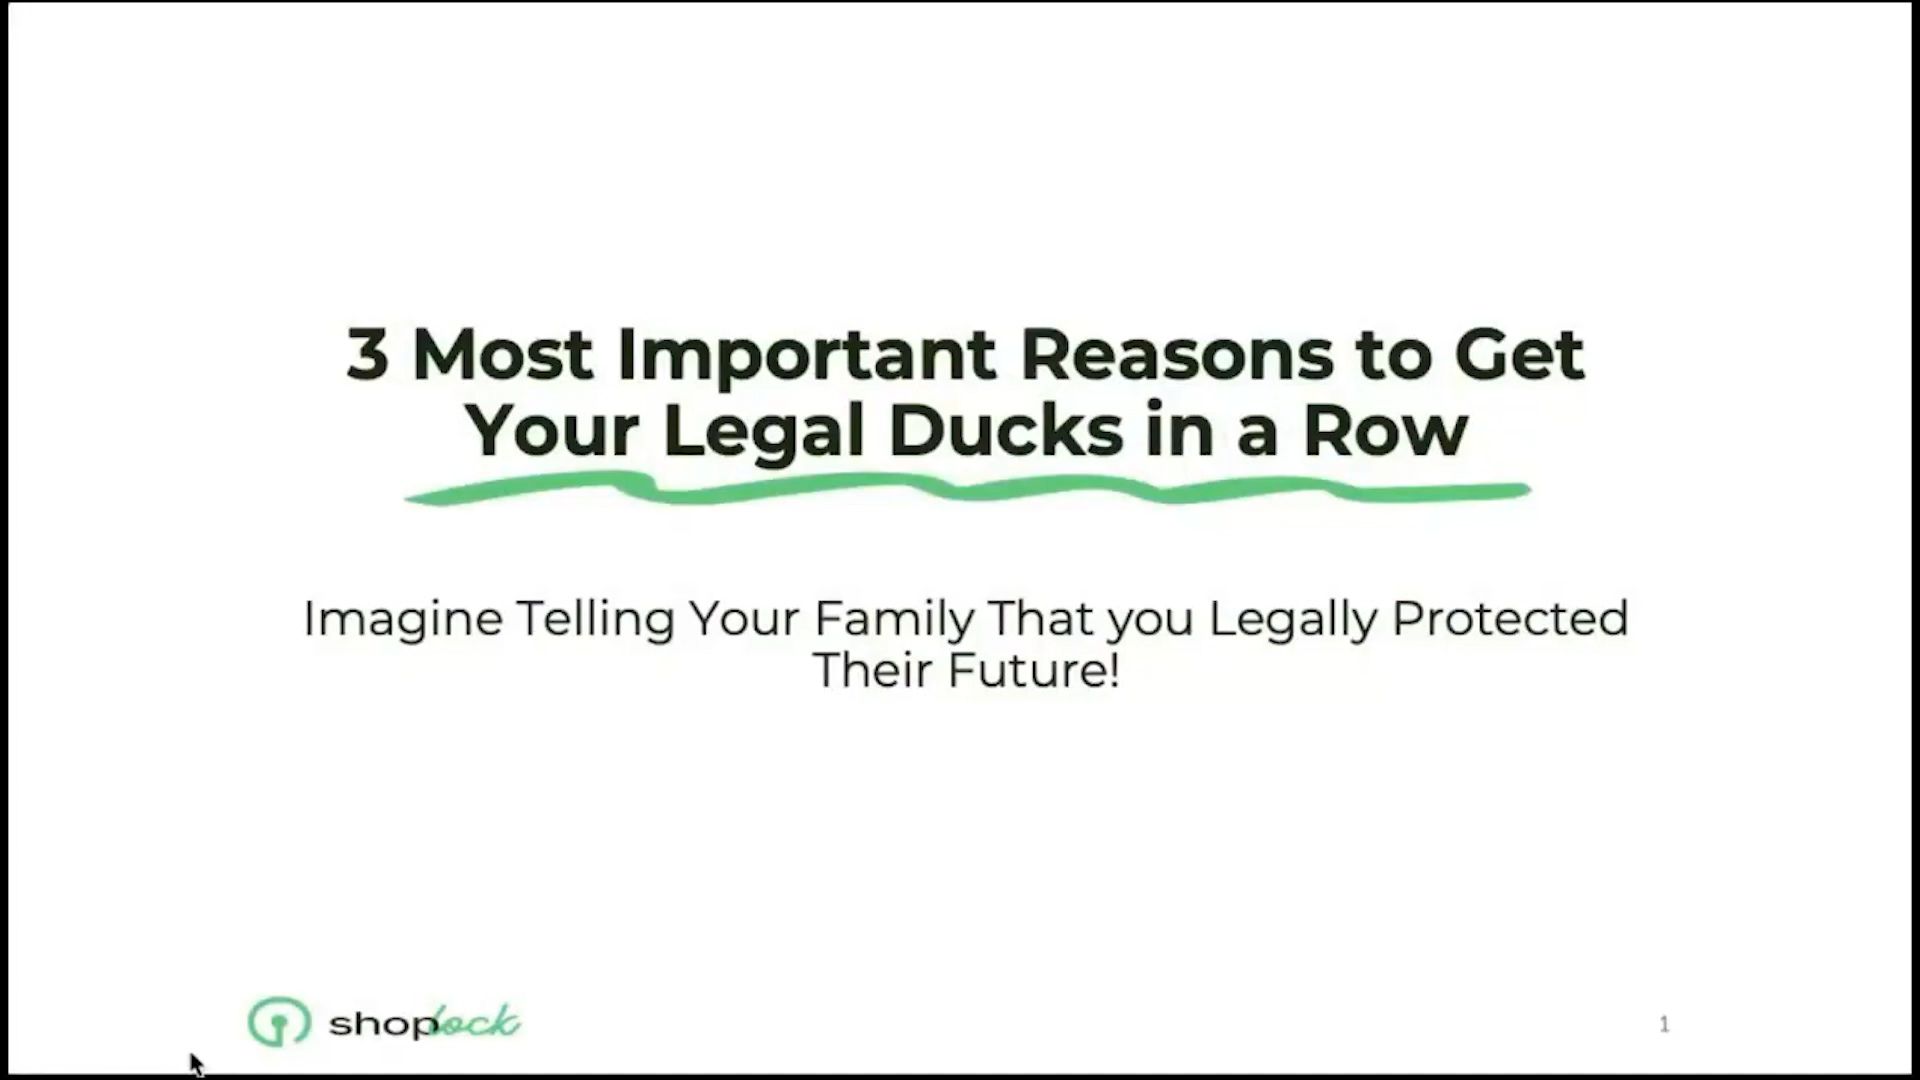 3 Most Important Reasons to Get
Your Legal Ducks in a Row
Imagine Telling Your Family That you Legally Protected
Their Future!
shoplock
1